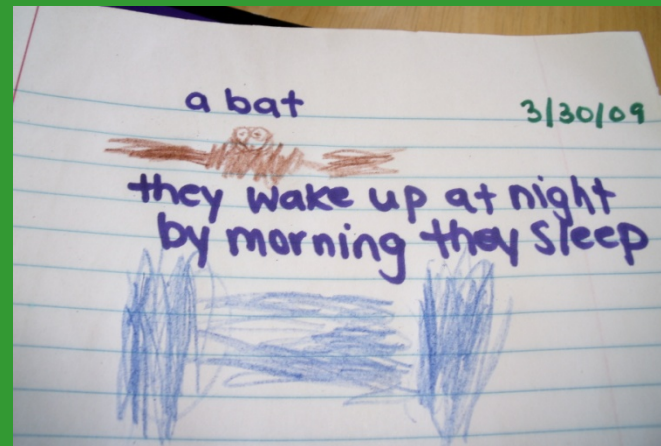 a bat
3/30/09
they wake up at night
by morning they sleep